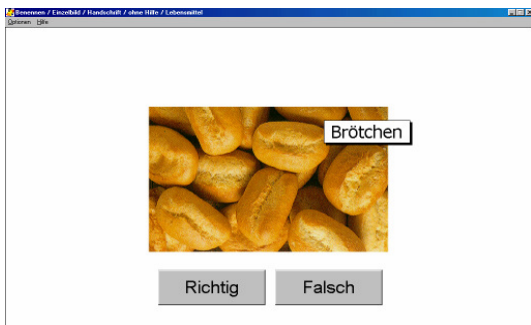 Benennen / Einzelbild / Handschrift / ohne Hilfe / Lebensmittel
Optionen Hilfe
Brötchen
Richtig Falsch